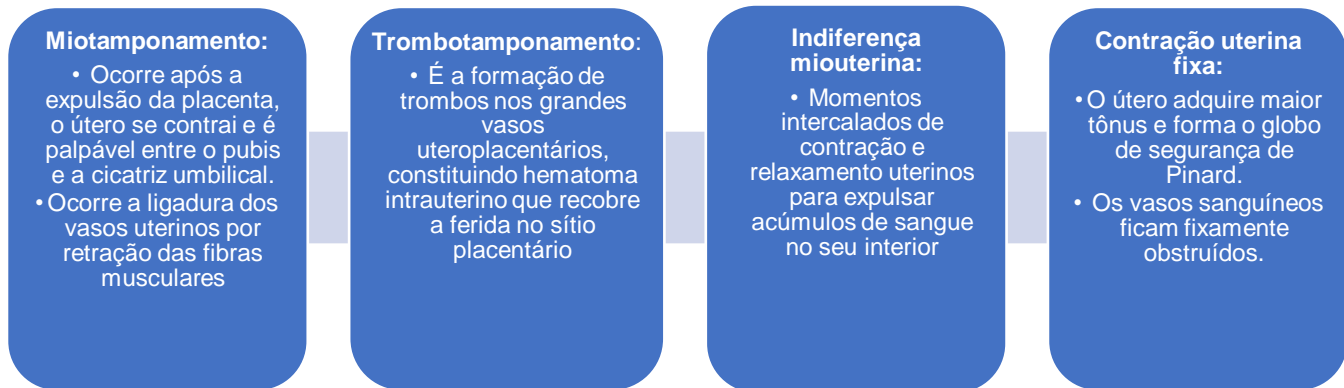 Miotamponamento:
• Ocorre após a
expulsão da placenta,
o útero se contrai e é
palpável entre o pubis
e a cicatriz umbilical.
• Ocorre a ligadura dos
vasos uterinos por
retração das fibras
musculares
Trombotamponamento:
• É a formação de
trombos nos grandes
vasos
uteroplacentários,
constituindo hematoma
intrauterino que recobre
a ferida no sítio
placentário
Indiferença
miouterina:
• Momentos
intercalados de
contração e
relaxamento uterinos
para expulsar
acúmulos de sangue
no seu interior
Contração uterina
fixa:
• O útero adquire maior
tônus e forma o globo
de segurança de
Pinard.
• Os vasos sanguíneos
ficam fixamente
obstruídos.